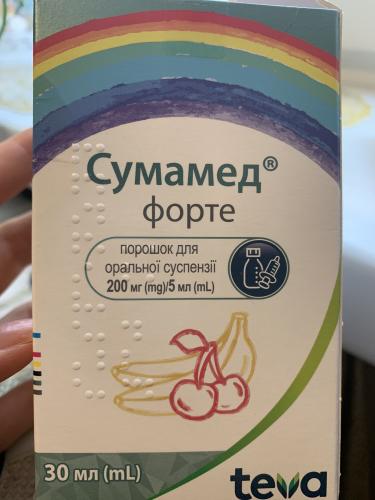 Сумамед®
форте
порошок для
оральної суспензії
200 мг (mg)/5 мл (mL)
30 мл (mL)
teva